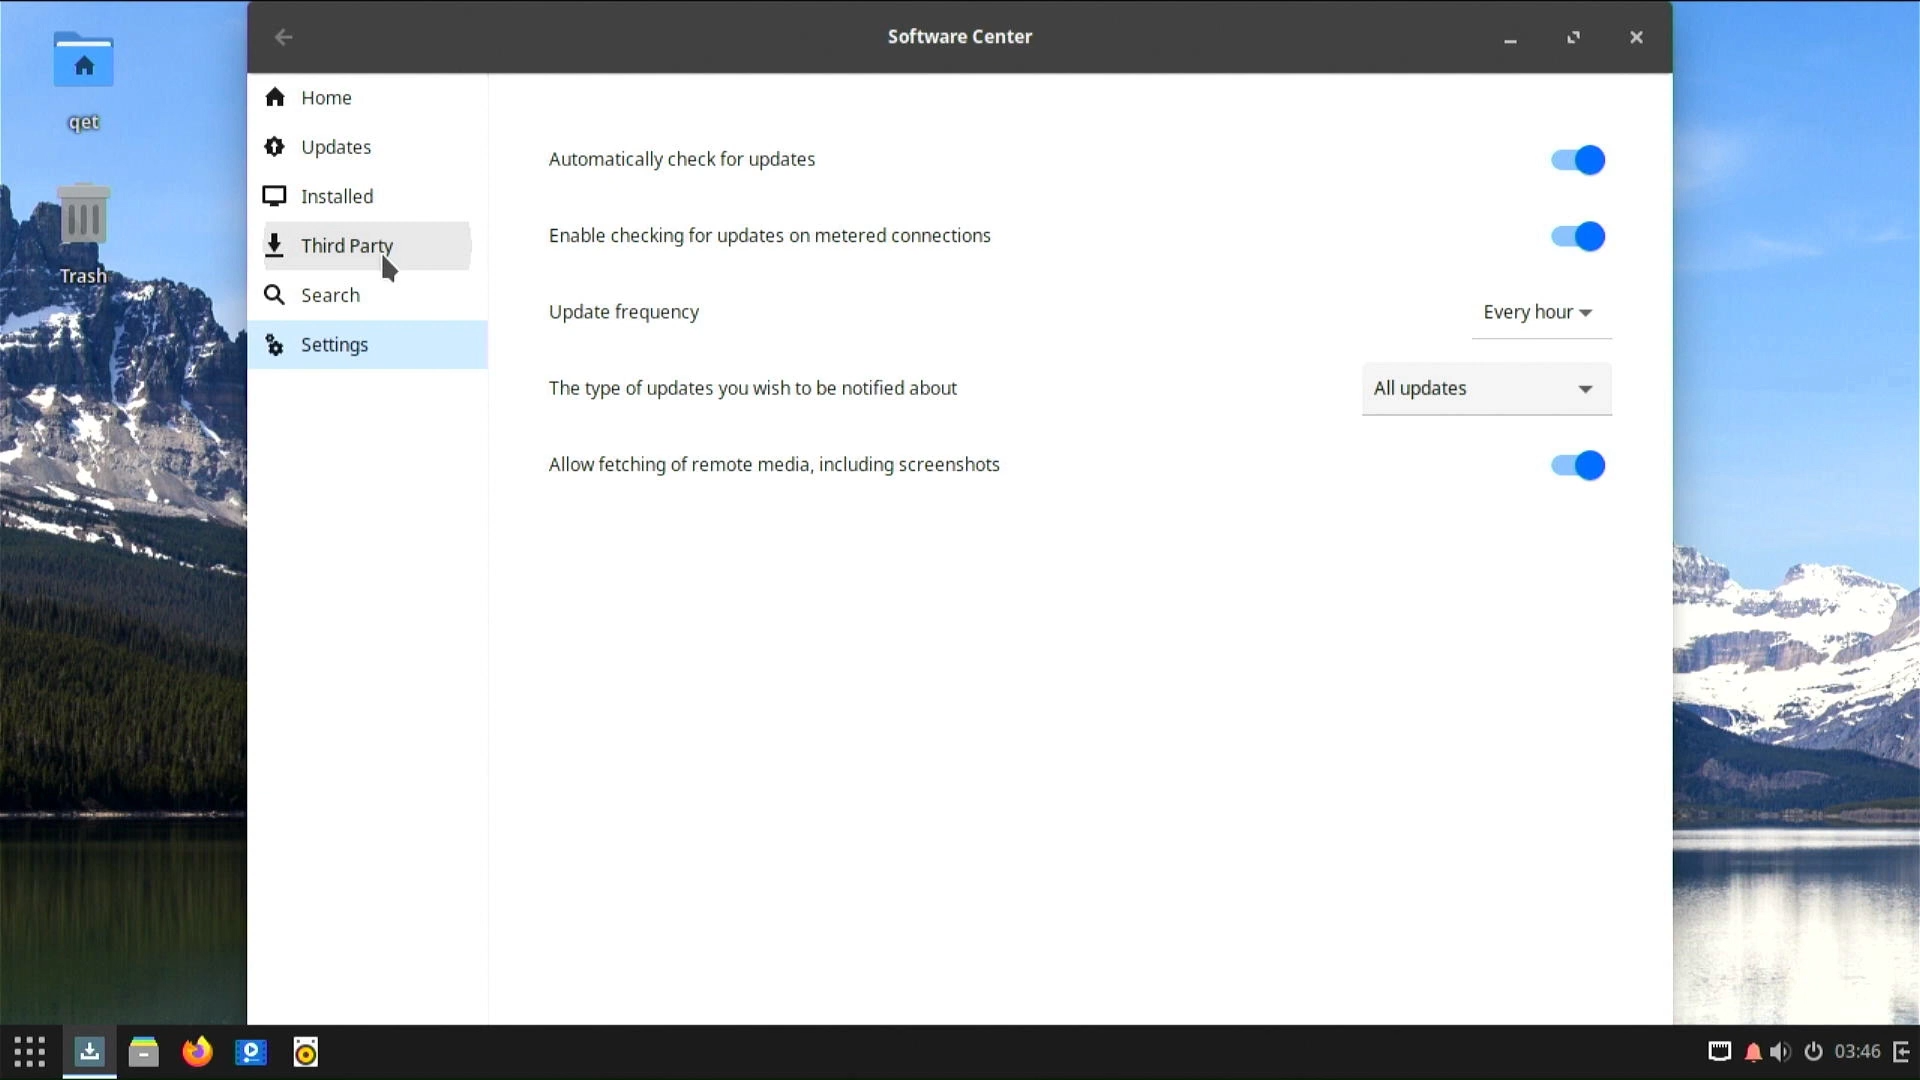 Software Center
qet
Trash
Home
Updates
Installed
Third Party
Search
Settings
Automatically check for updates
Enable checking for updates on metered connections
Update frequency
Every hour
The type of updates you wish to be notified about
All updates
Allow fetching of remote media, including screenshots
03:46